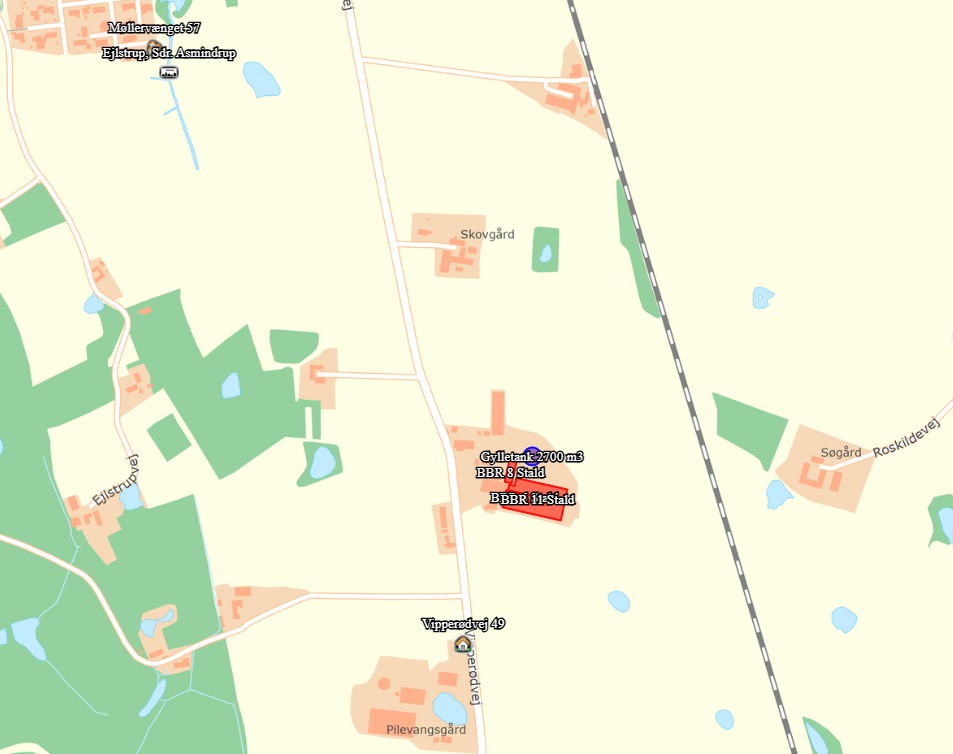 Møllervænget 57
Ejlstrup, Sdr. Asmindrup
Skovgård
Søgård
Roskildevej
Gylletank 2700 m3
BBR 8 Stald
BBR 11 Stald
Ejlstrupvej
Vipperødvej 49
Vipperødvej
Pilevangsgård